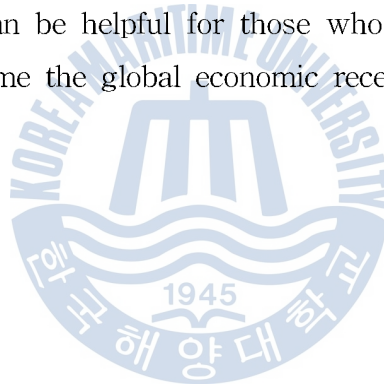 an be helpful for those who
me the global economic rece
KOREA MARITIME UNIVERSITY
1945
한국해양대학교